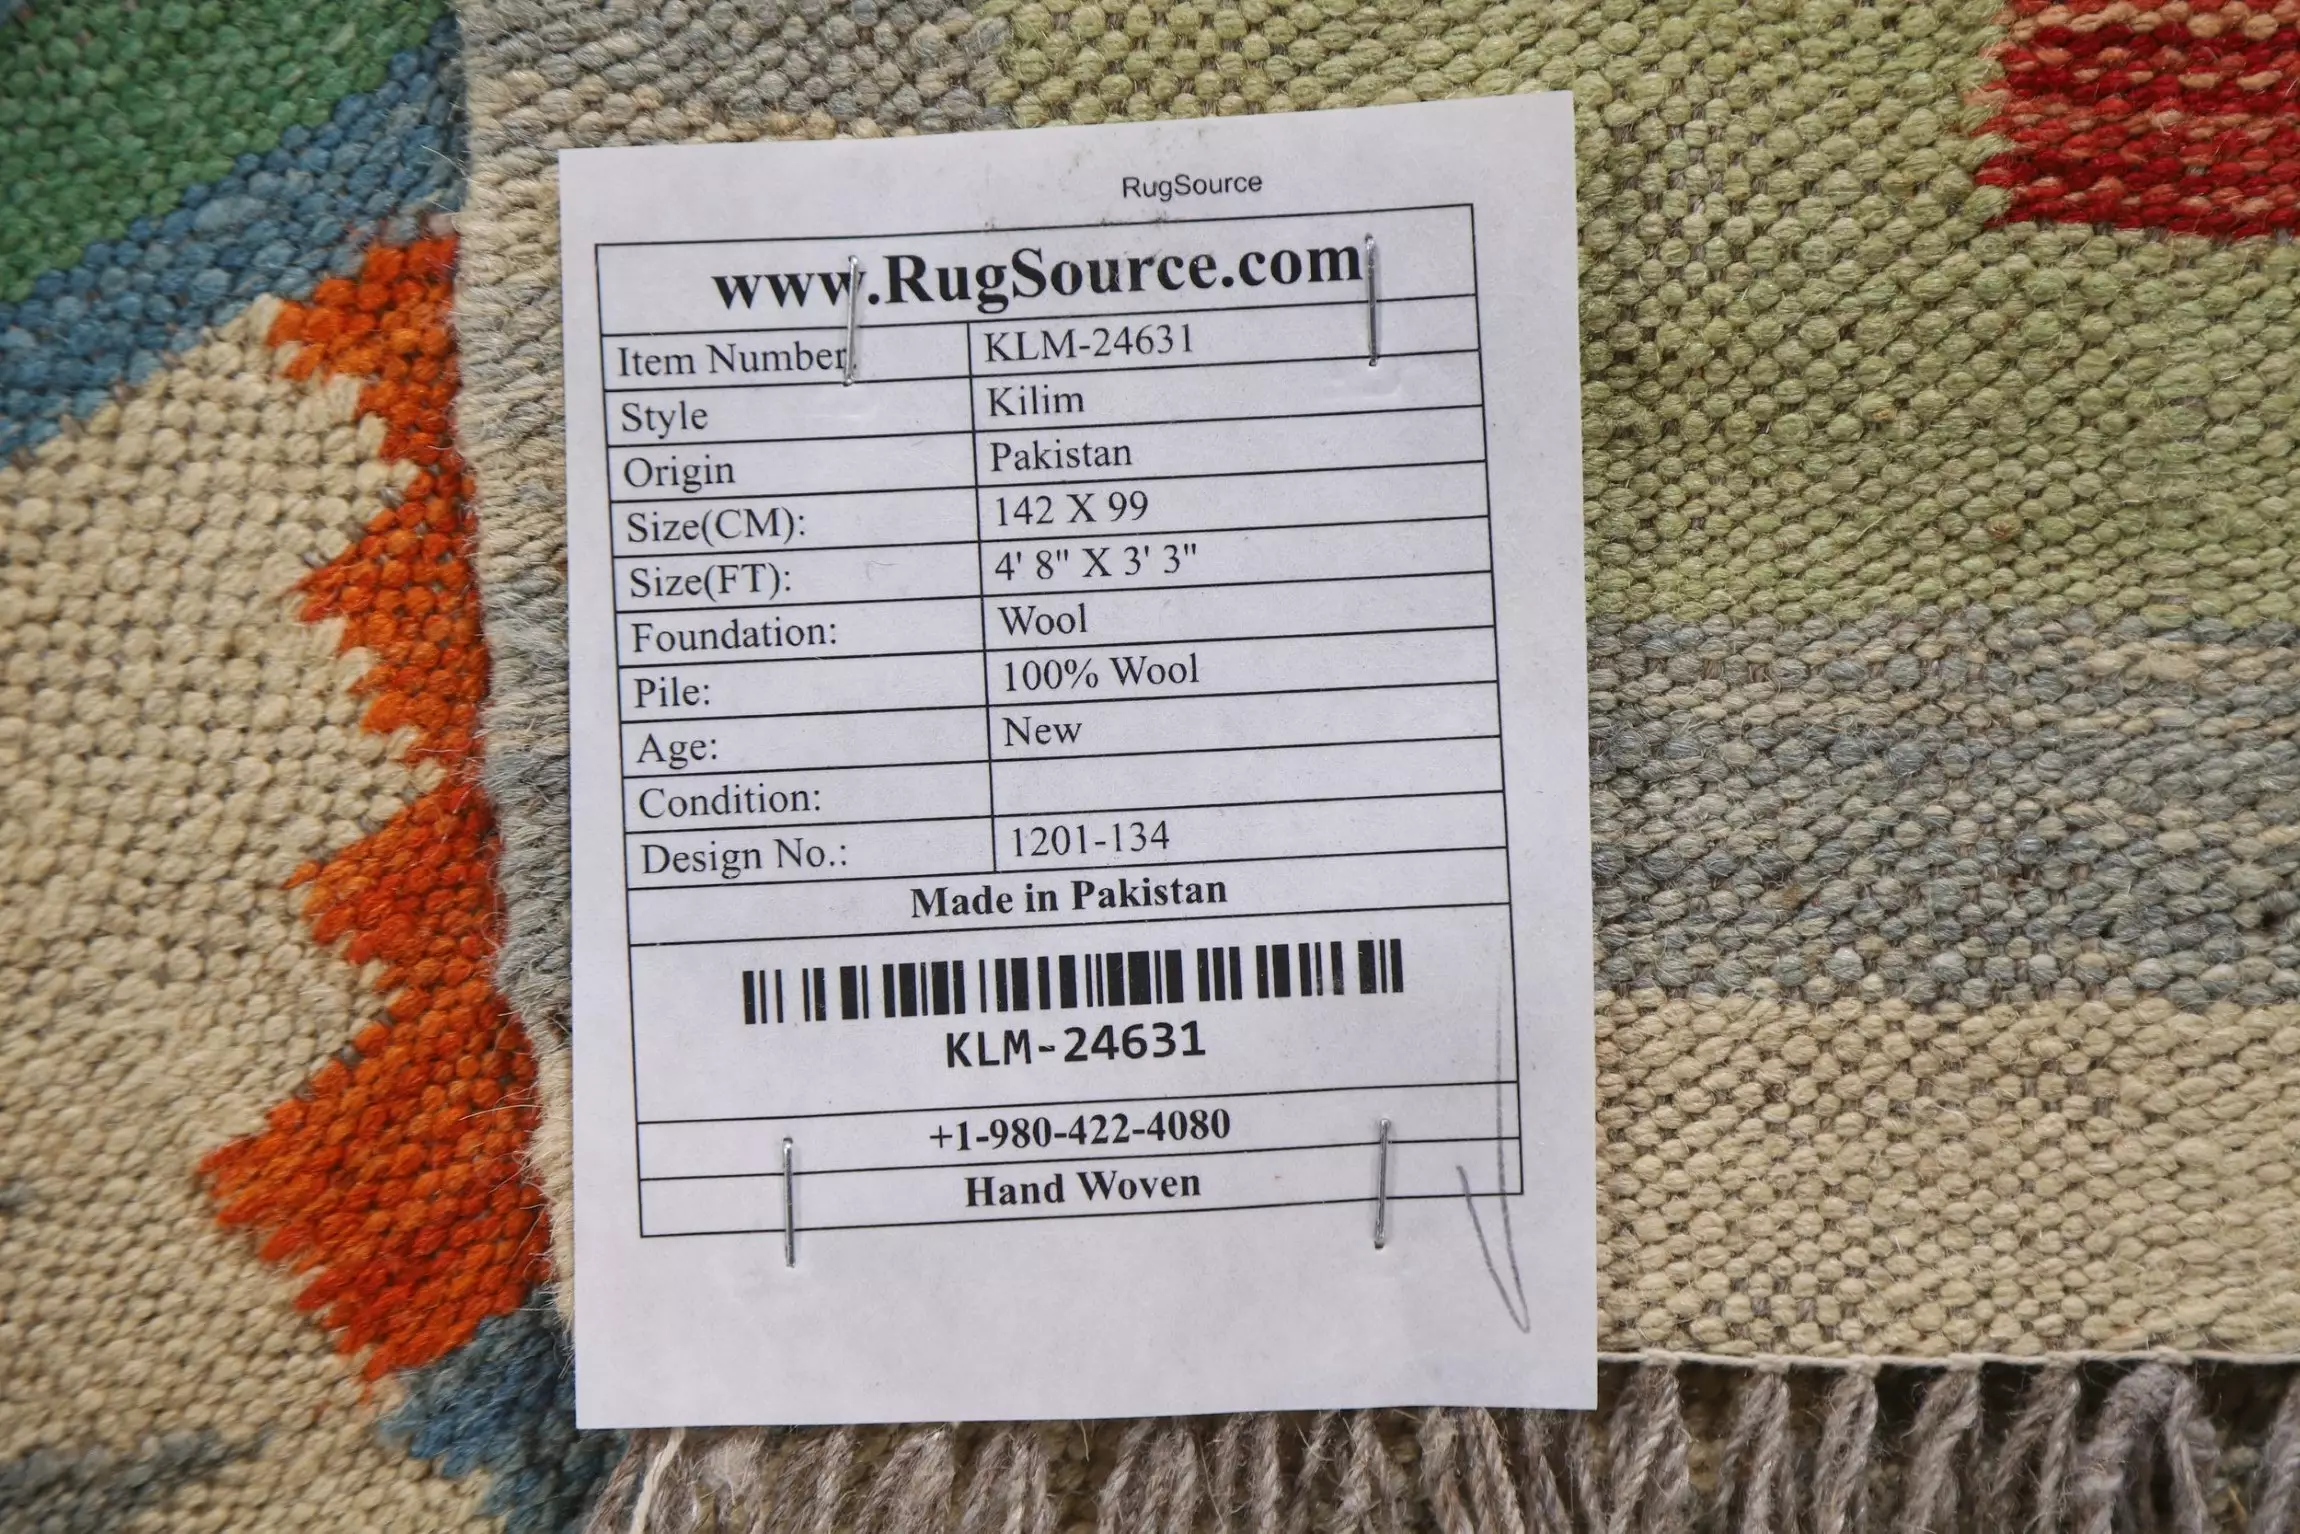 RugSource
www.RugSource.com
Item Number: KLM-24631
Style Kilim
Origin Pakistan
Size(CM): 142 X 99
Size(FT): 4' 8" X 3' 3"
Foundation: Wool
Pile: 100% Wool
Age: New
Condition:
Design No.: 1201-134
Made in Pakistan
KLM-24631
+1-980-422-4080
Hand Woven